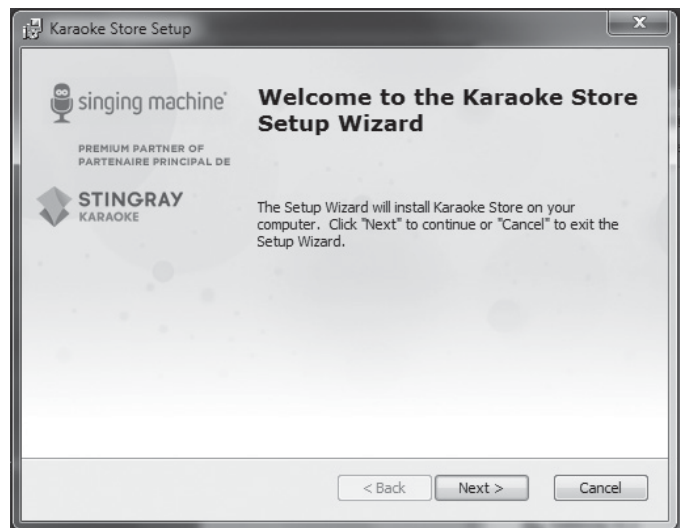 Karaoke Store Setup
X
singing machine®
PREMIUM PARTNER OF
PARTENAIRE PRINCIPAL DE
STINGRAY
KARAOKE
Welcome to the Karaoke Store
Setup Wizard
The Setup Wizard will install Karaoke Store on your
computer. Click "Next" to continue or "Cancel" to exit the
Setup Wizard.
< Back
Next >
Cancel